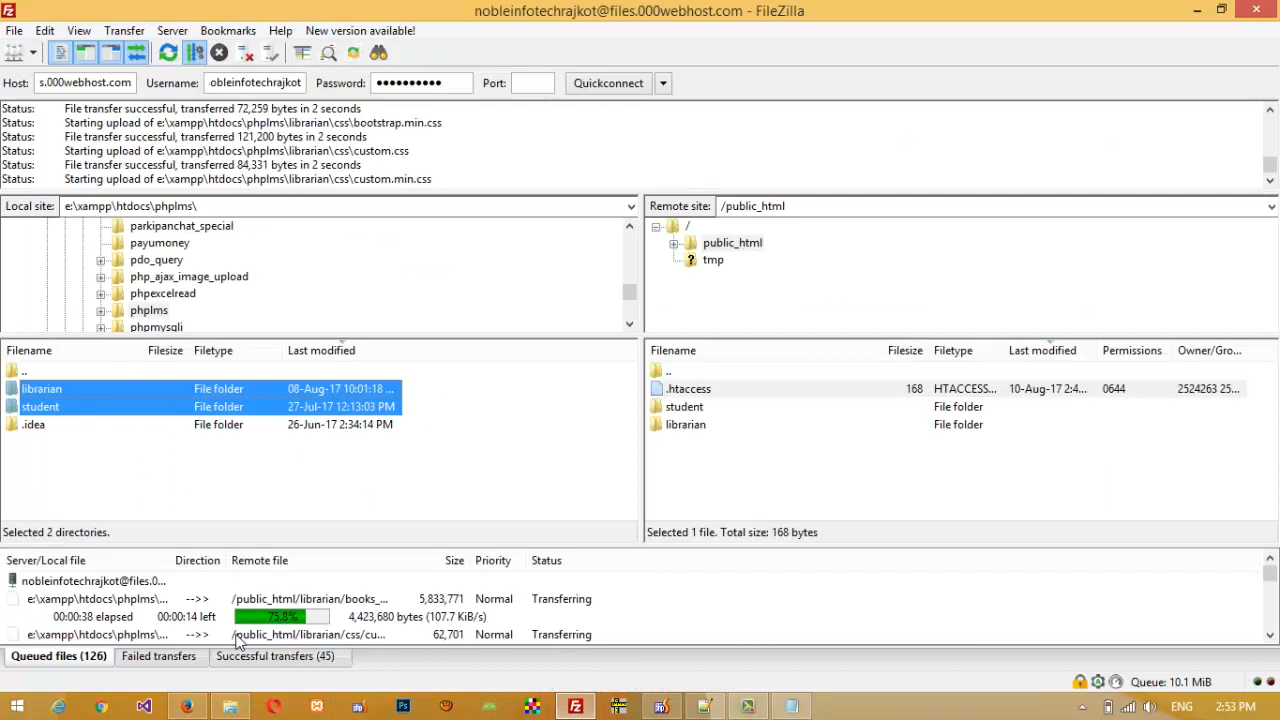 nobleinfotechrajkot@files.000webhost.com - FileZilla
File Edit View Transfer Server Bookmarks Help New version available!
Host: s.000webhost.com Username: obleinfotechrajkot Password: •••••••••• Port: Quickconnect
Status: File transfer successful, transferred 72,259 bytes in 2 seconds
Status: Starting upload of e:\xampp\htdocs\phplms\librarian\css\bootstrap.min.css
Status: File transfer successful, transferred 121,200 bytes in 2 seconds
Status: Starting upload of e:\xampp\htdocs\phplms\librarian\css\custom.css
Status: File transfer successful, transferred 84,331 bytes in 2 seconds
Status: Starting upload of e:\xampp\htdocs\phplms\librarian\css\custom.min.css
Local site: e:\xampp\htdocs\phplms\
parkipanchat_special
payumoney
pdo_query
php_ajax_image_upload
phpexcelread
phplms
phpmysqli
Remote site: /public_html
/
public_html
? tmp
Filename Filesize Filetype Last modified
..
librarian File folder 08-Aug-17 10:01:18 ...
student File folder 27-Jul-17 12:13:03 PM
.idea File folder 26-Jun-17 2:34:14 PM
Selected 2 directories.
Filename Filesize Filetype Last modified Permissions Owner/Gro...
..
.htaccess 168 HTACCESS... 10-Aug-17 2:4... 0644 2524263 25...
student File folder
librarian File folder
Selected 1 file. Total size: 168 bytes
Server/Local file Direction Remote file Size Priority Status
nobleinfotechrajkot@files.0...
e:\xampp\htdocs\phplms\... -->> /public_html/librarian/books_... 5,833,771 Normal Transferring
00:00:38 elapsed 00:00:14 left 75.8% 4,423,680 bytes (107.7 KiB/s)
e:\xampp\htdocs\phplms\... -->> /public_html/librarian/css/cu... 62,701 Normal Transferring
Queued files (126) Failed transfers Successful transfers (45)
Queue: 10.1 MiB
ENG 2:53 PM